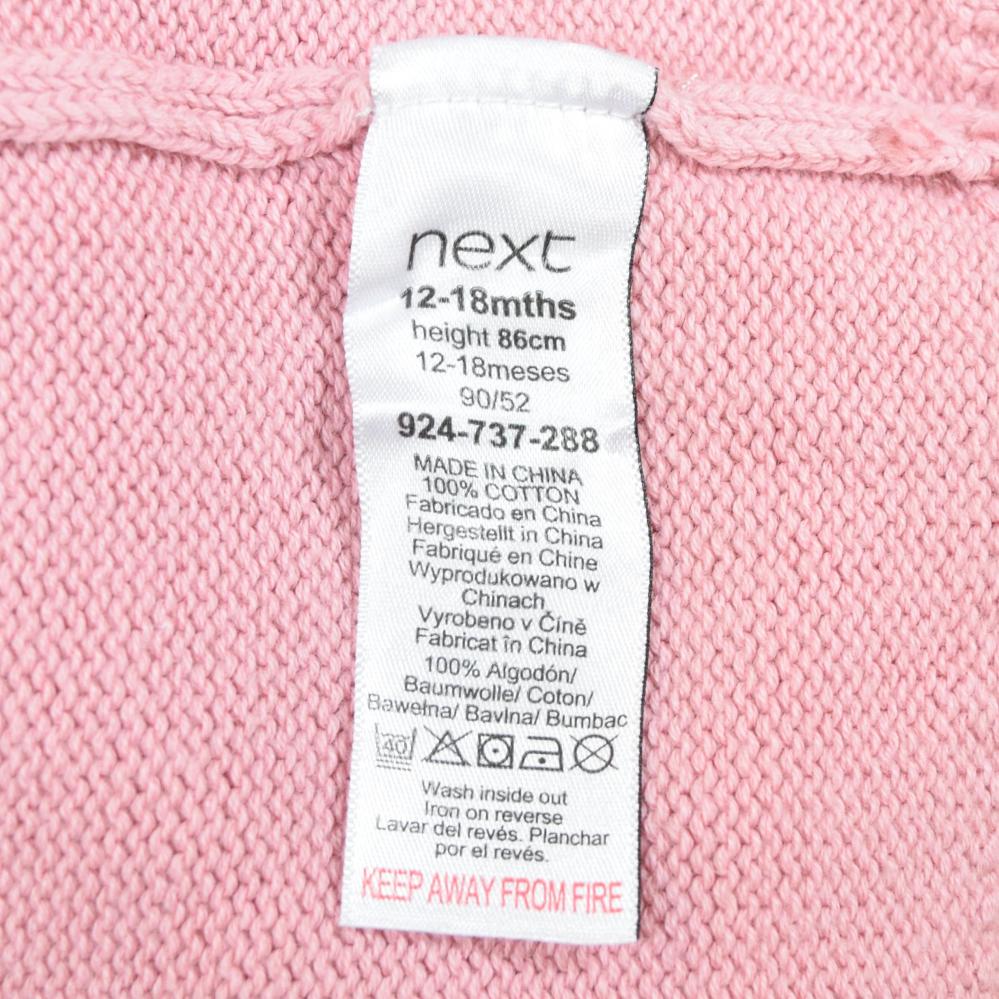 next
12-18mths
height 86cm
12-18meses
90/52
924-737-288
MADE IN CHINA
100% COTTON
Fabricado en China
Hergestellt in China
Fabriqué en Chine
Wyprodukowano w
Chinach
Vyrobeno v Číně
Fabricat în China
100% Algodón/
Baumwolle/ Coton/
Bawełna/ Bavlna/ Bumbac
40
Wash inside out
Iron on reverse
Lavar del revés. Planchar
por el revés.
KEEP AWAY FROM FIRE